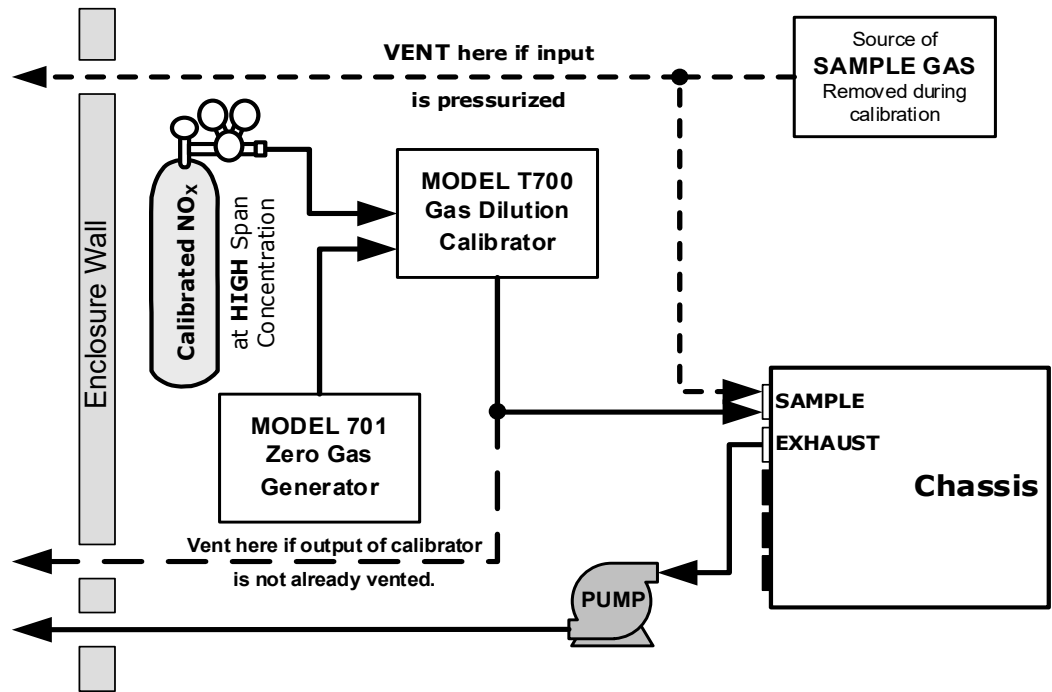 VENT here if input
is pressurized
Source of
SAMPLE GAS
Removed during
calibration
Enclosure Wall
Calibrated NOX
at HIGH Span
Concentration
MODEL T700
Gas Dilution
Calibrator
MODEL 701
Zero Gas
Generator
SAMPLE
EXHAUST
Chassis
Vent here if output of calibrator
is not already vented.
PUMP